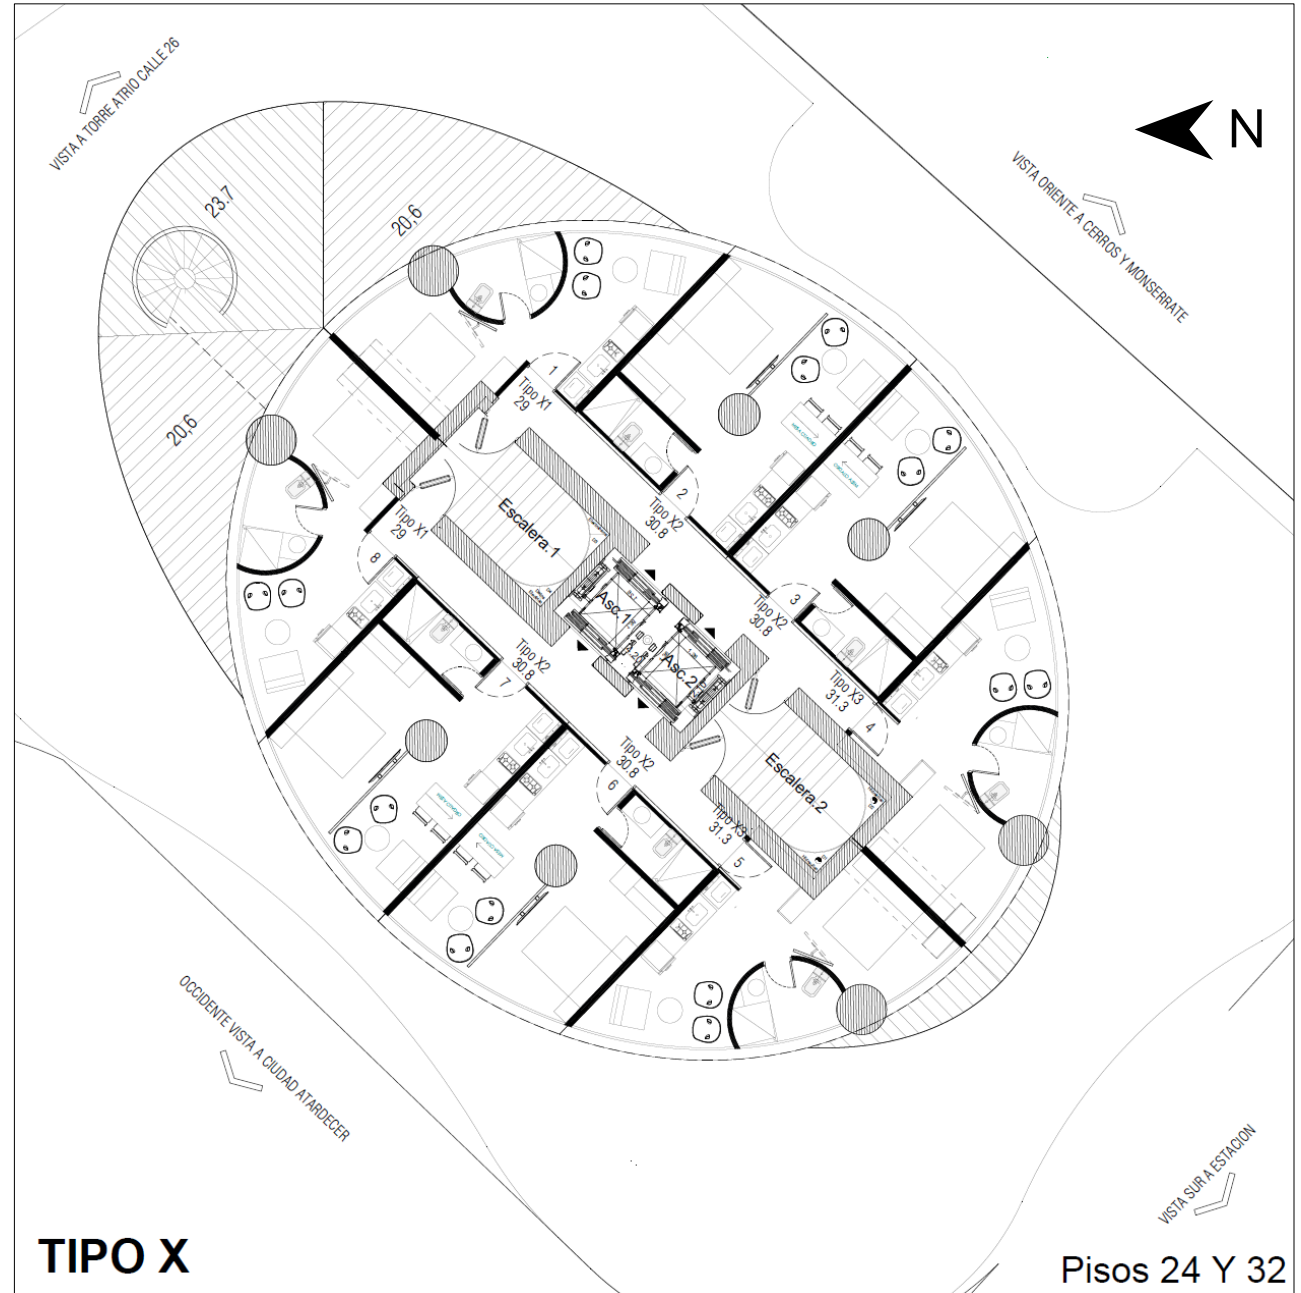 VISTA A TORRE ATRIO CALLE 26
N
VISTA ORIENTE A CERROS Y MONSERRATE
23.7
20,6
20,6
1
Tipo X1
29
2
Tipo X2
30.8
3
Tipo X2
30.8
Tipo X3
31.3
4
Tipo X1
29
8
Escalera.1
Asc.1
Asc.2
Tipo X2
30.8
7
Tipo X2
30.8
6
Escalera.2
Tipo X3
31.3
5
OCCIDENTE VISTA A CIUDAD ATARDECER
VISTA SUR A ESTACION
TIPO X
Pisos 24 Y 32